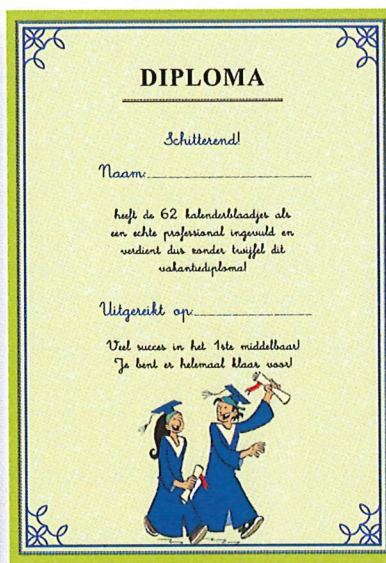 DIPLOMA
Schitterend!
Naam:
heeft de 62 kalenderblaadjes als
een echte professional ingevuld en
verdient dus zonder twijfel dit
vakantiediploma!
Uitgereikt op:
Veel succes in het 1ste middelbaar!
Je bent er helemaal klaar voor!